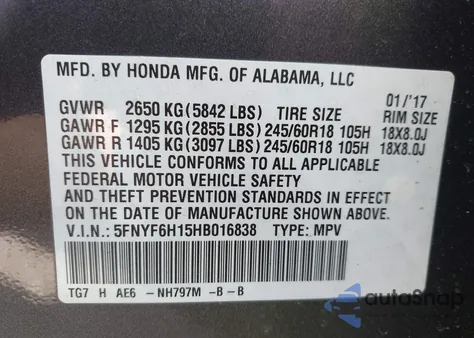 MFD. BY HONDA MFG. OF ALABAMA, LLC
01/'17
GVWR 2650 KG(5842 LBS) TIRE SIZE RIM SIZE
GAWR F 1295 KG(2855 LBS)245/60R18 105H 18X8.0J
GAWR R 1405 KG(3097 LBS)245/60R18 105H 18X8.0J
THIS VEHICLE CONFORMS TO ALL APPLICABLE
FEDERAL MOTOR VEHICLE SAFETY
AND THEFT PREVENTION STANDARDS IN EFFECT
ON THE DATE OF MANUFACTURE SHOWN ABOVE.
V.I.N.: 5FNYF6H15HB016838 TYPE: MPV
TG7 H AE6 -NH797M -B -B
autoSnap